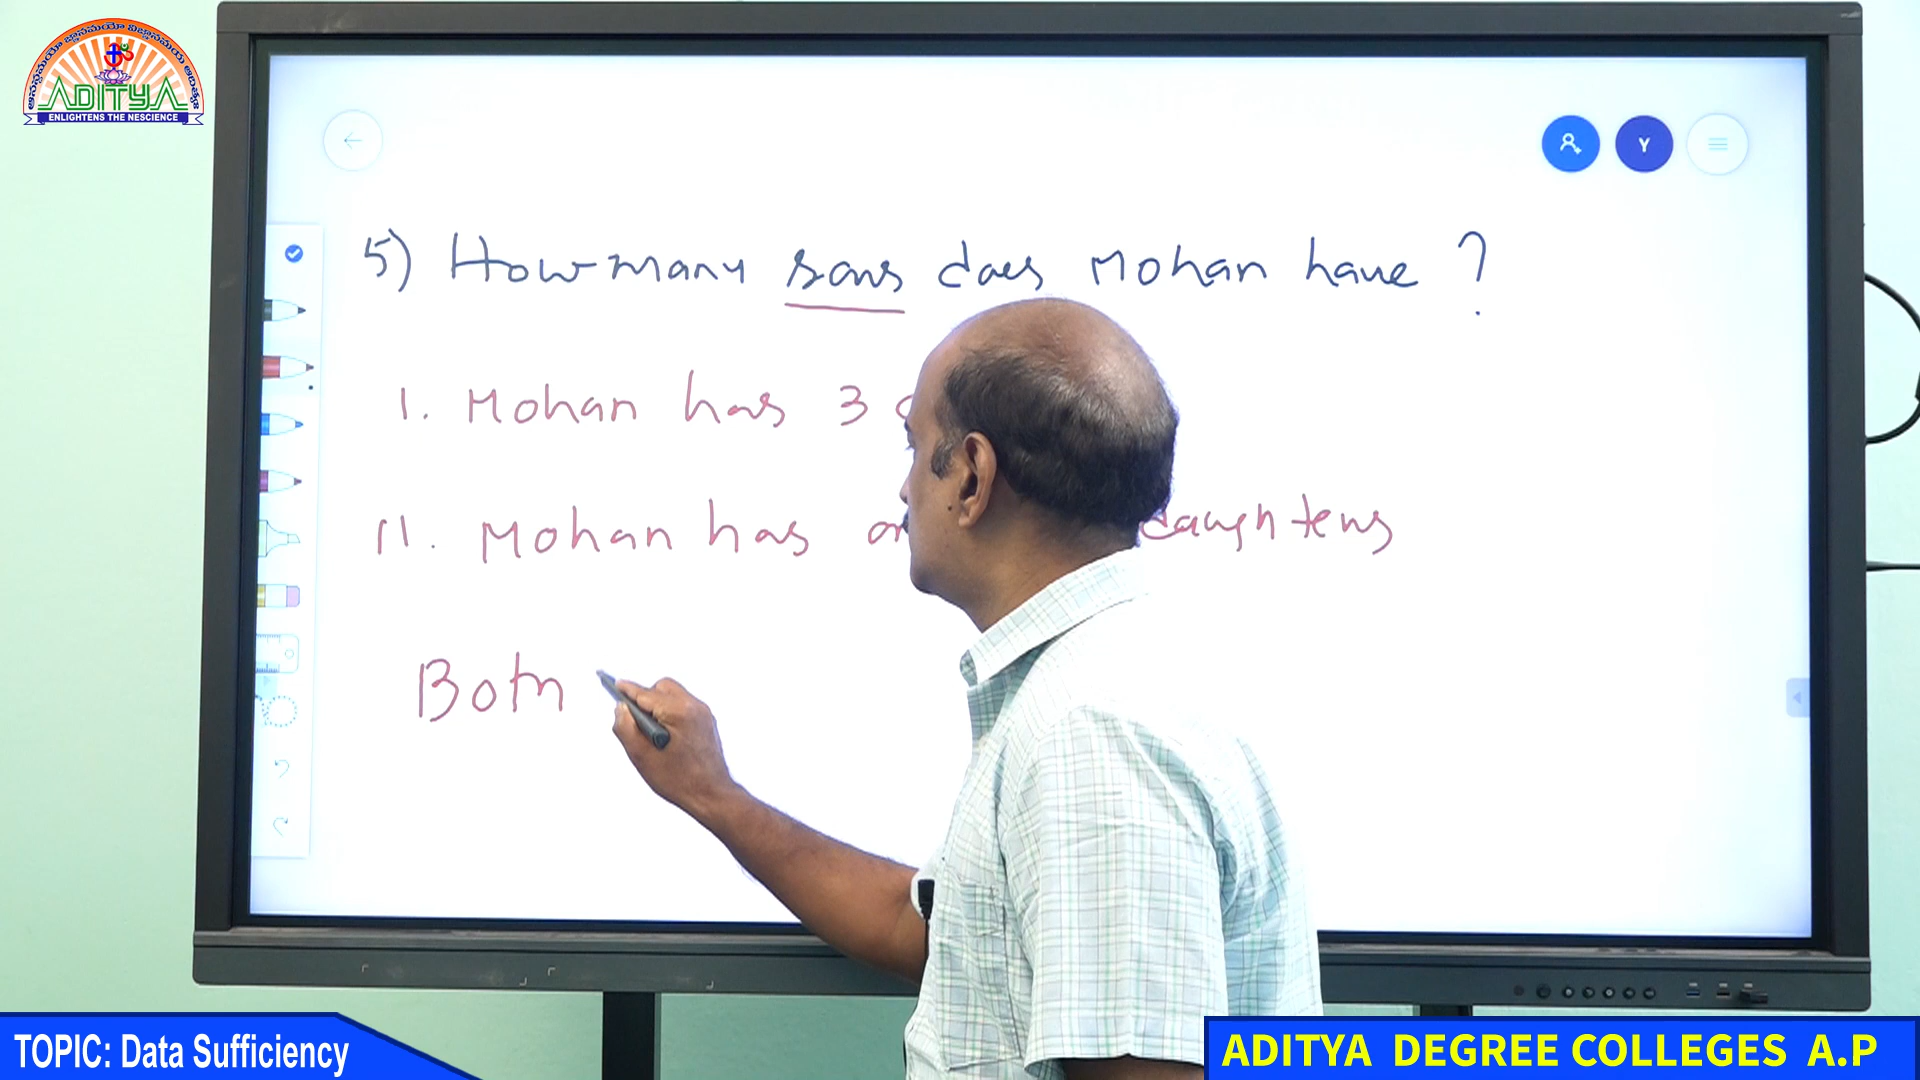 ADITYA
ENLIGHTENS THE NESCIENCE
Y
5) How many sons does Mohan have ?
I. Mohan has 3
II. Mohan has daughters
Both
TOPIC: Data Sufficiency
ADITYA DEGREE COLLEGES A.P